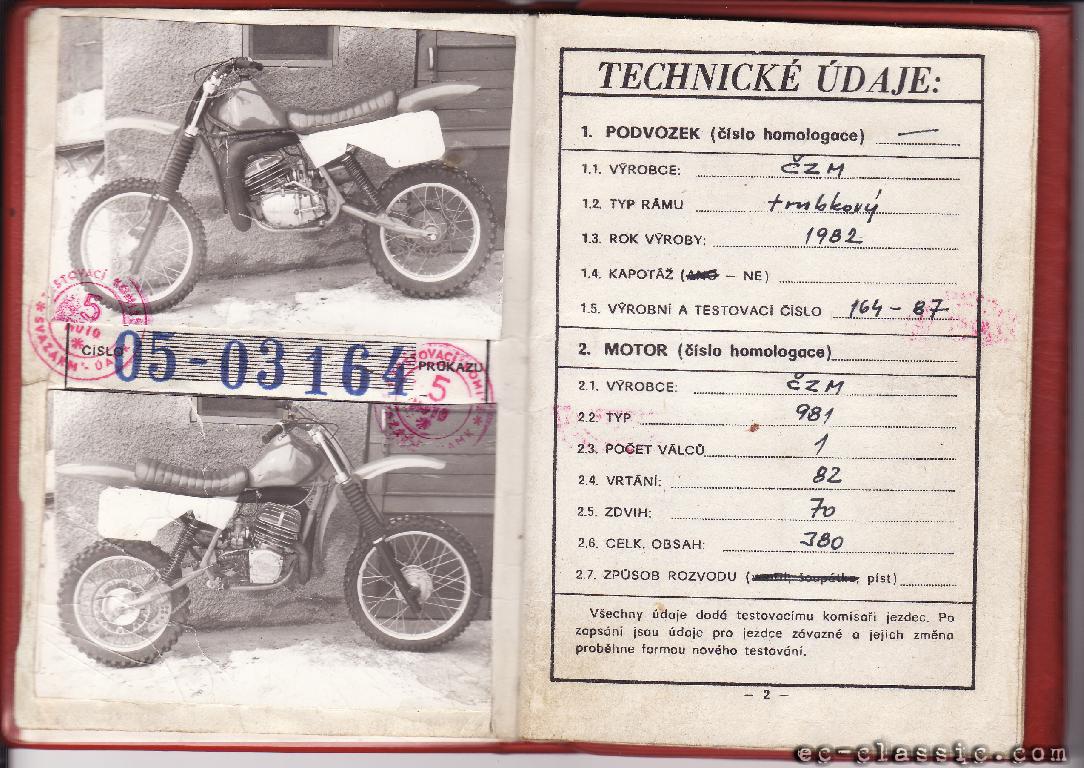 ČÍSLO 05-03164 PRŮKAZU
5
5
TECHNICKÉ ÚDAJE:
1. PODVOZEK (číslo homologace) —
1.1. VÝROBCE: ČZM
1.2. TYP RÁMU trubkový
1.3. ROK VÝROBY: 1982
1.4. KAPOTÁŽ (ANO – NE)
1.5. VÝROBNÍ A TESTOVACÍ ČÍSLO 164-87
2. MOTOR (číslo homologace)
2.1. VÝROBCE: ČZM
2.2. TYP 981
2.3. POČET VÁLCŮ 1
2.4. VRTÁNÍ: 82
2.5. ZDVIH: 70
2.6. CELK. OBSAH: 380
2.7. ZPŮSOB ROZVODU (šoupátko, píst)
Všechny údaje dodá testovacímu komisaři jezdec. Po
zapsání jsou údaje pro jezdce závazné a jejich změna
proběhne formou nového testování.
– 2 –
ec-classic.com